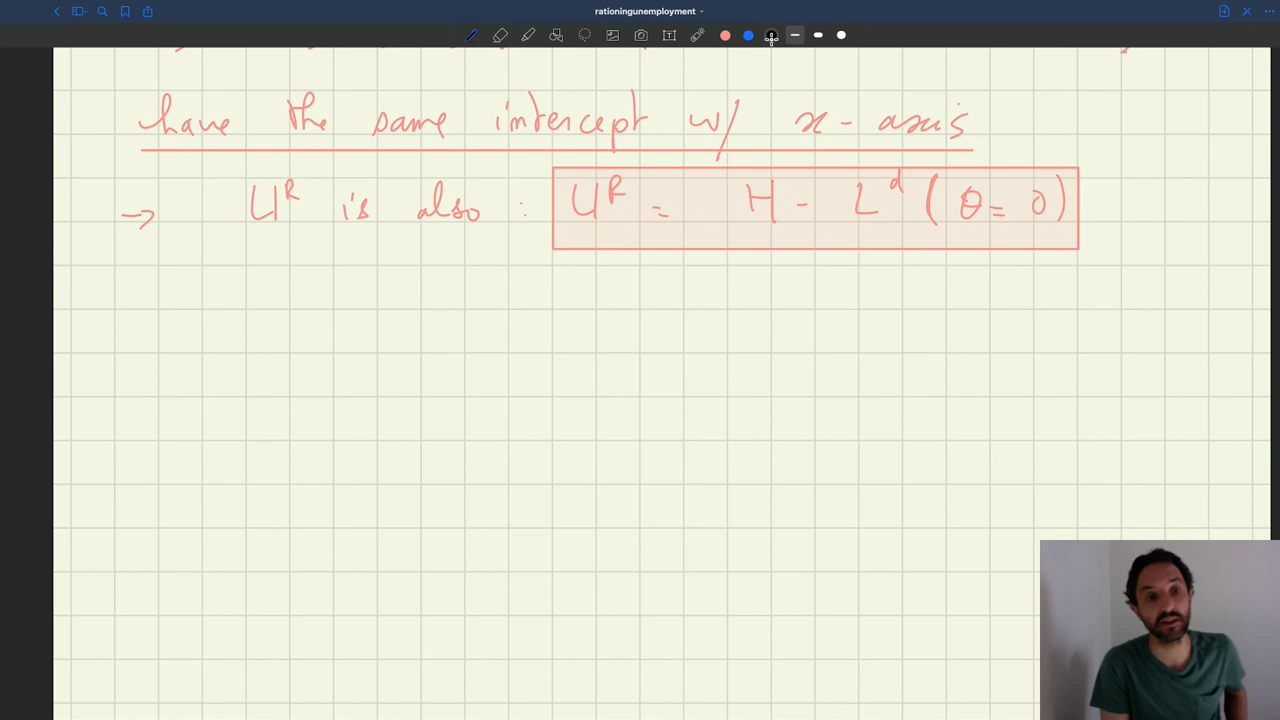 rationingunemployment
have the same intercept w/ x-axis
→ U^R is also : U^R = H - L^d (θ = 0)